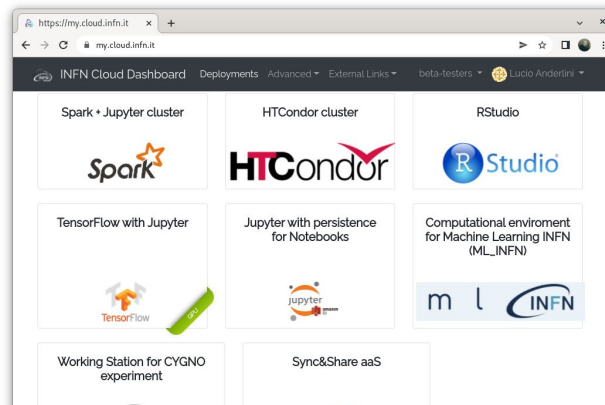 https://my.cloud.infn.it
my.cloud.infn.it
INFN Cloud Dashboard Deployments Advanced External Links beta-testers Lucio Anderlini
Spark + Jupyter cluster
Spark
HTCondor cluster
HTCondor
RStudio
R Studio
TensorFlow with Jupyter
TensorFlow
GPU
Jupyter with persistence
for Notebooks
jupyter
Computational enviroment
for Machine Learning INFN
(ML_INFN)
m l INFN
Working Station for CYGNO
experiment
Sync&Share aaS